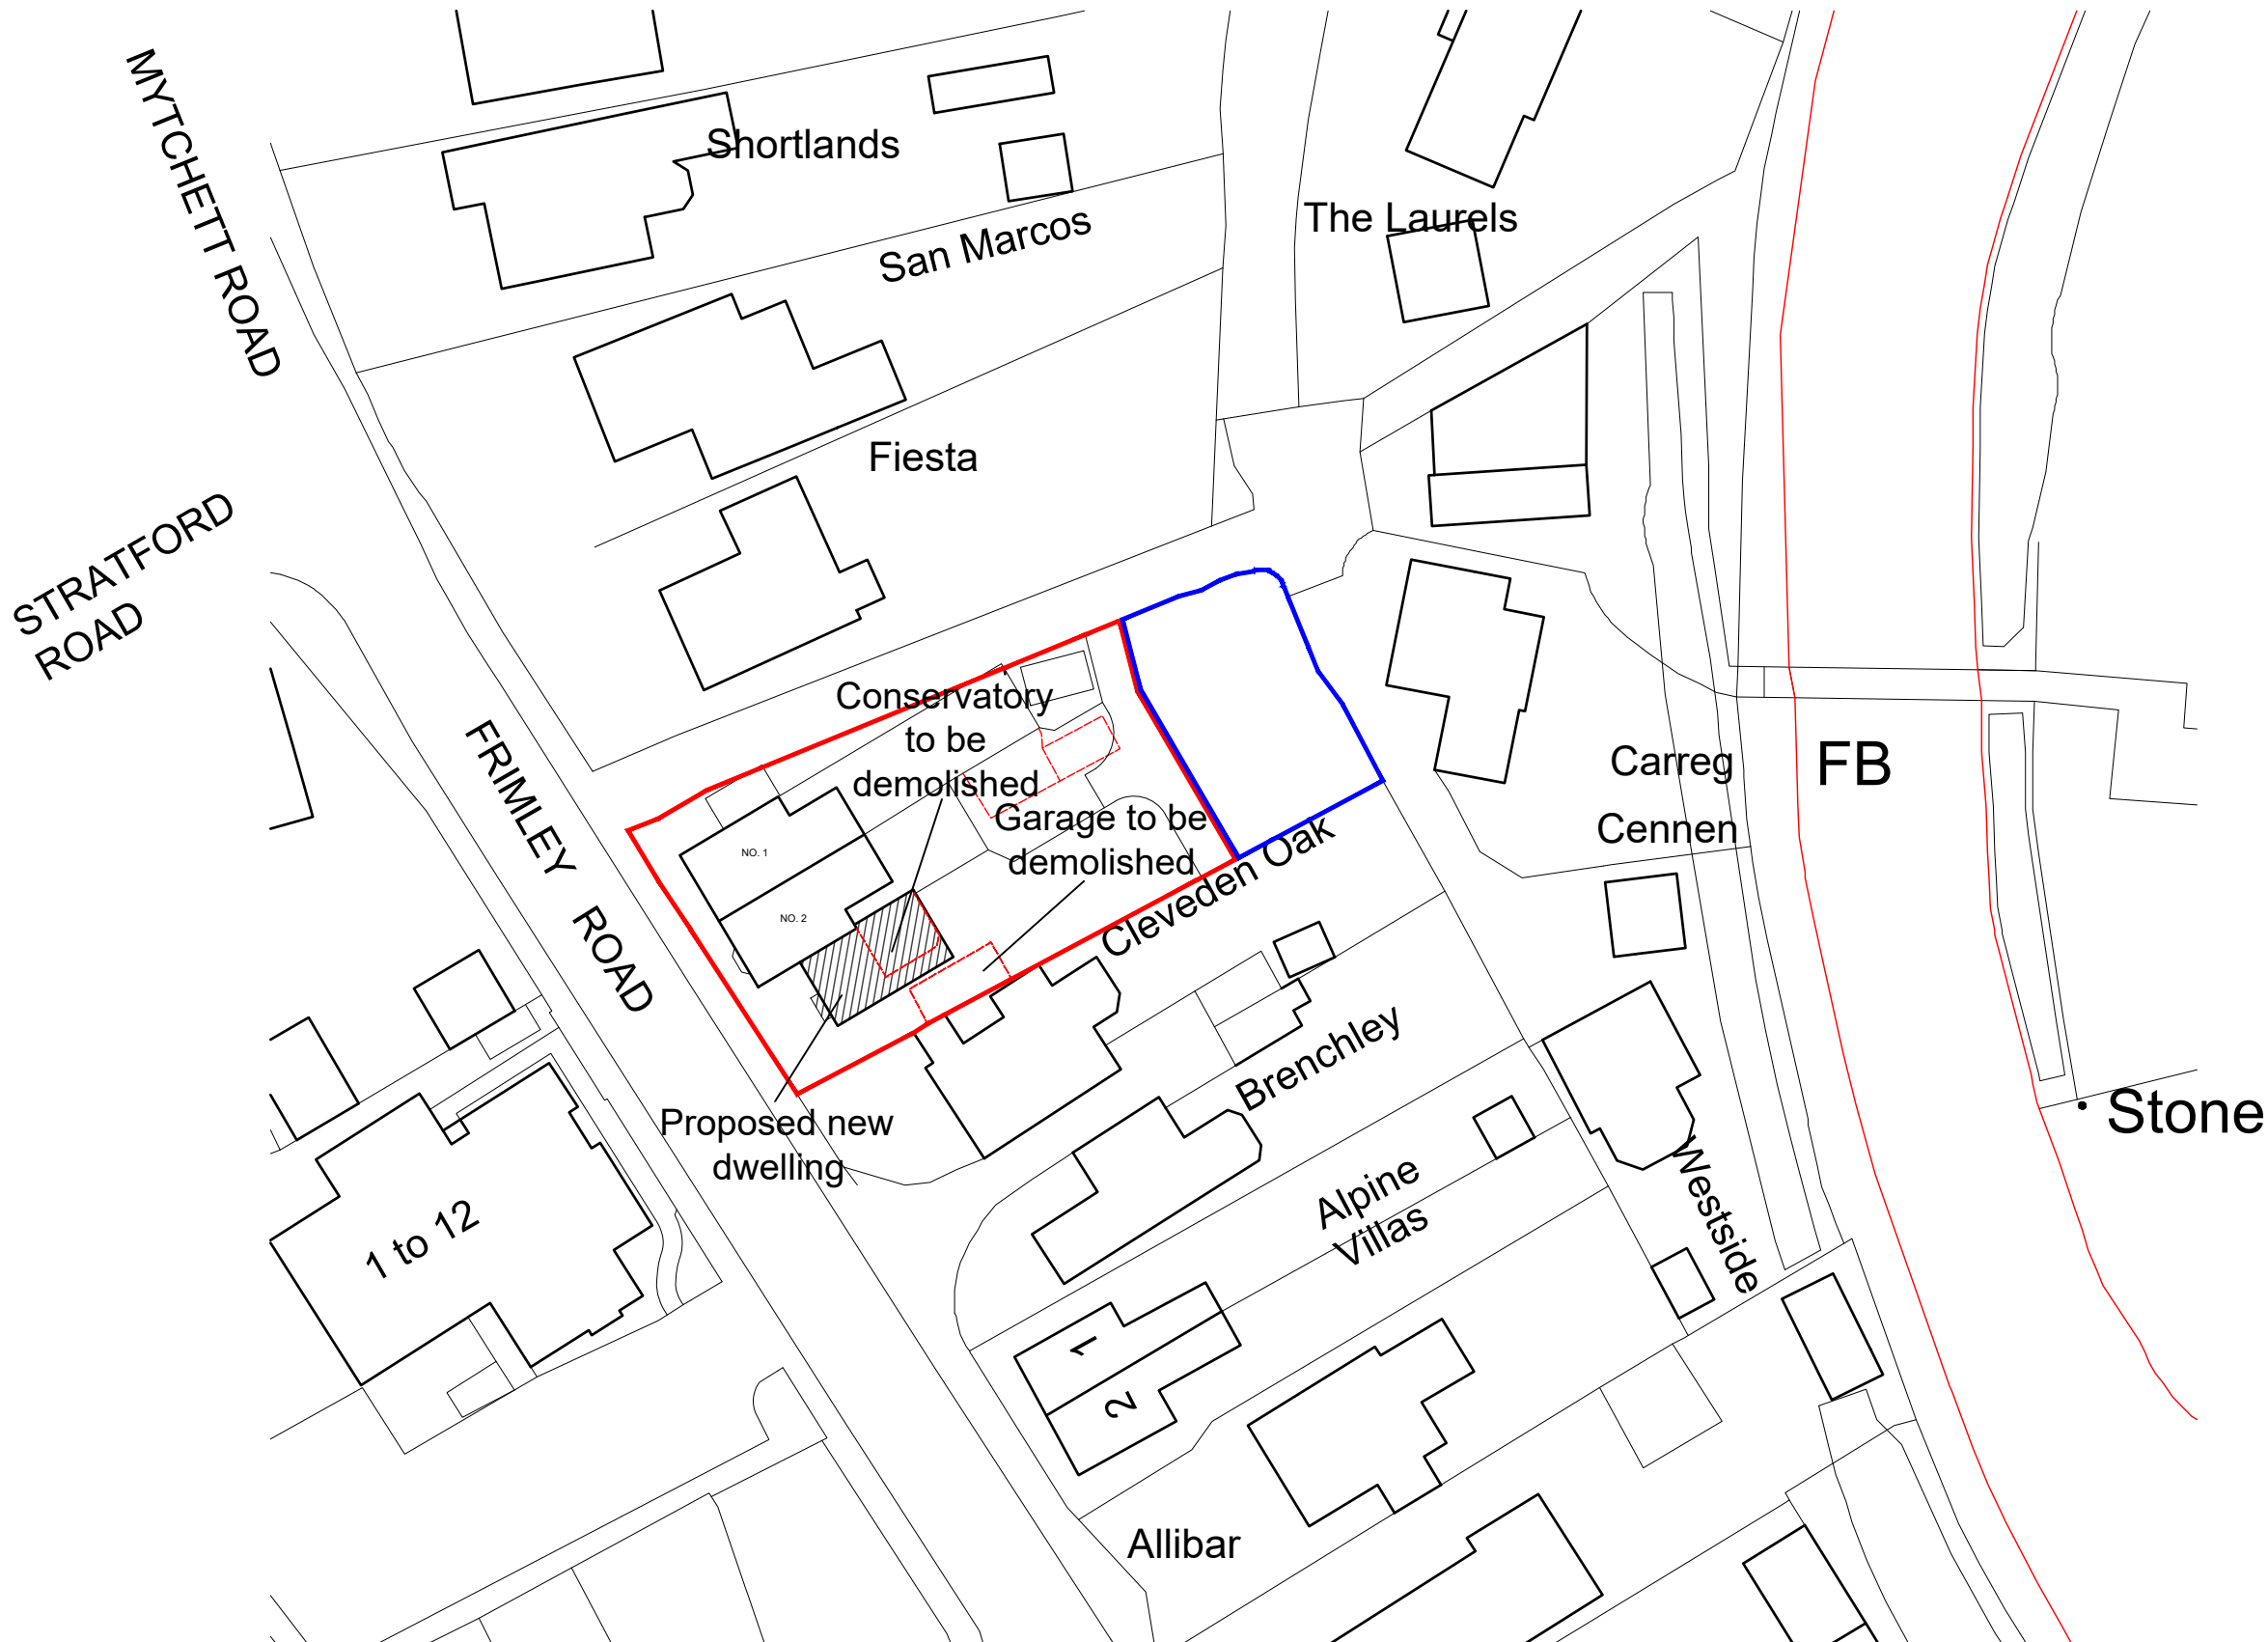 MYTCHETT ROAD
Shortlands
San Marcos
The Laurels
Fiesta
STRATFORD
ROAD
FRIMLEY ROAD
Conservatory
to be
demolished
Garage to be
demolished
NO. 1
NO. 2
Cleveden Oak
Carreg
Cennen
FB
Stone
Proposed new
dwelling
Brenchley
Alpine
Villas
Westside
1 to 12
1
2
Allibar